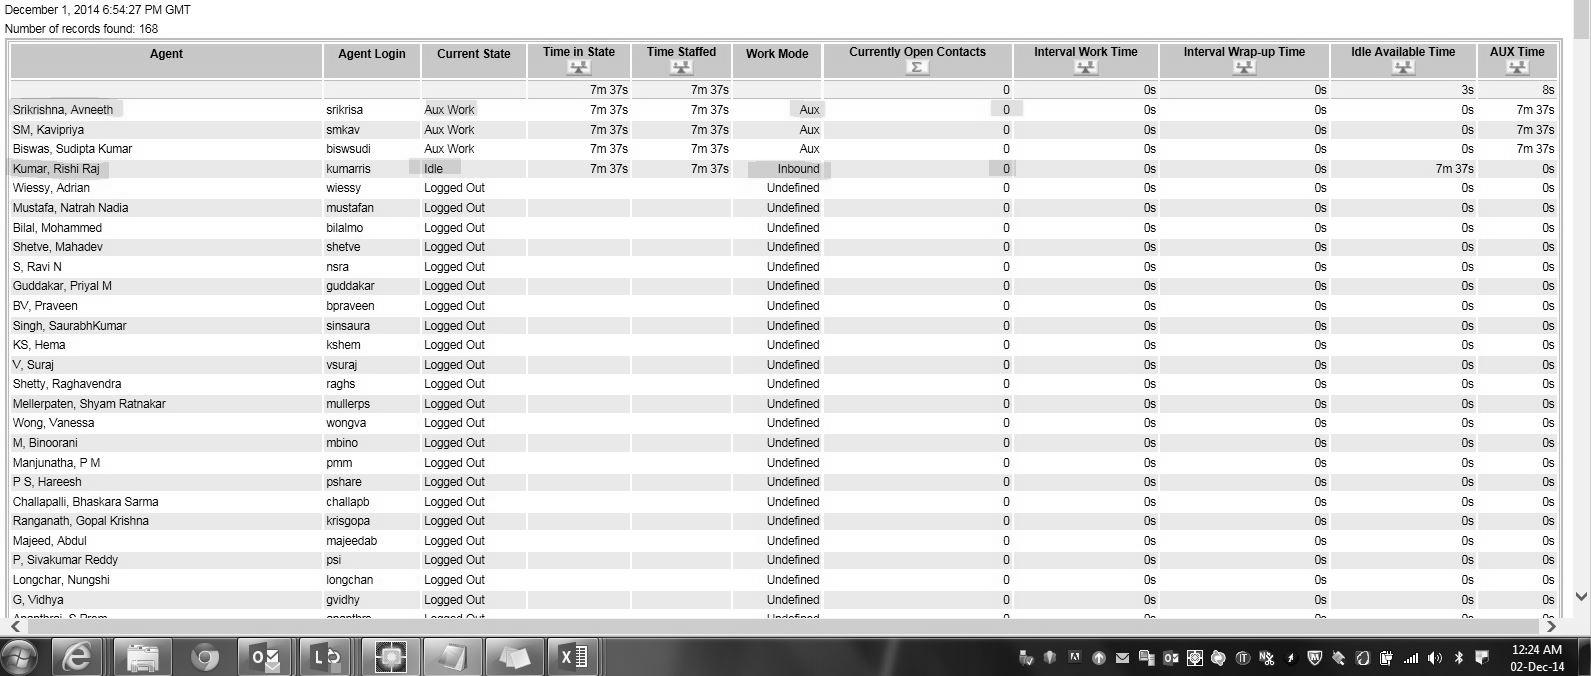 December 1, 2014 6:54:27 PM GMT
Number of records found: 168
Agent Agent Login Current State Time in State Time Staffed Work Mode Currently Open Contacts Interval Work Time Interval Wrap-up Time Idle Available Time AUX Time
Σ
7m 37s 7m 37s 0 0s 0s 3s 8s
Srikrishna, Avneeth srikrisa Aux Work 7m 37s 7m 37s Aux 0 0s 0s 0s 7m 37s
SM, Kavipriya smkav Aux Work 7m 37s 7m 37s Aux 0 0s 0s 0s 7m 37s
Biswas, Sudipta Kumar biswsudi Aux Work 7m 37s 7m 37s Aux 0 0s 0s 0s 7m 37s
Kumar, Rishi Raj kumarris Idle 7m 37s 7m 37s Inbound 0 0s 0s 7m 37s 0s
Wiessy, Adrian wiessy Logged Out Undefined 0 0s 0s 0s 0s
Mustafa, Natrah Nadia mustafan Logged Out Undefined 0 0s 0s 0s 0s
Bilal, Mohammed bilalmo Logged Out Undefined 0 0s 0s 0s 0s
Shetve, Mahadev shetve Logged Out Undefined 0 0s 0s 0s 0s
S, Ravi N nsra Logged Out Undefined 0 0s 0s 0s 0s
Guddakar, Priyal M guddakar Logged Out Undefined 0 0s 0s 0s 0s
BV, Praveen bpraveen Logged Out Undefined 0 0s 0s 0s 0s
Singh, SaurabhKumar sinsaura Logged Out Undefined 0 0s 0s 0s 0s
KS, Hema kshem Logged Out Undefined 0 0s 0s 0s 0s
V, Suraj vsuraj Logged Out Undefined 0 0s 0s 0s 0s
Shetty, Raghavendra raghs Logged Out Undefined 0 0s 0s 0s 0s
Mellerpaten, Shyam Ratnakar mullerps Logged Out Undefined 0 0s 0s 0s 0s
Wong, Vanessa wongva Logged Out Undefined 0 0s 0s 0s 0s
M, Binoorani mbino Logged Out Undefined 0 0s 0s 0s 0s
Manjunatha, P M pmm Logged Out Undefined 0 0s 0s 0s 0s
P S, Hareesh pshare Logged Out Undefined 0 0s 0s 0s 0s
Challapalli, Bhaskara Sarma challapb Logged Out Undefined 0 0s 0s 0s 0s
Ranganath, Gopal Krishna krisgopa Logged Out Undefined 0 0s 0s 0s 0s
Majeed, Abdul majeedab Logged Out Undefined 0 0s 0s 0s 0s
P, Sivakumar Reddy psi Logged Out Undefined 0 0s 0s 0s 0s
Longchar, Nungshi longchan Logged Out Undefined 0 0s 0s 0s 0s
G, Vidhya gvidhy Logged Out Undefined 0 0s 0s 0s 0s
Logged Out Undefined 0 0s 0s 0s 0s
12:24 AM
02-Dec-14